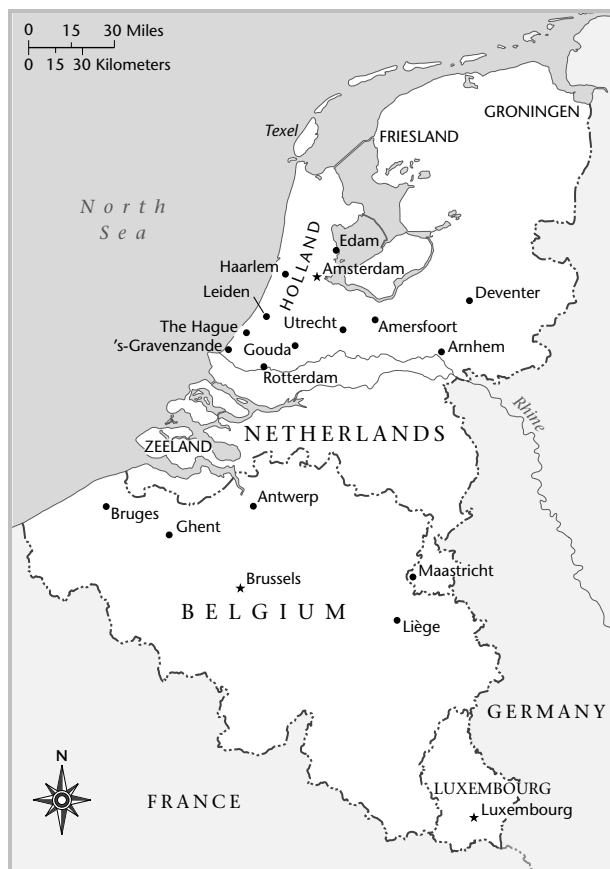 0 15 30 Miles
0 15 30 Kilometers
GRONINGEN
Texel
FRIESLAND
North
Sea
HOLLAND
Edam
Haarlem
Amsterdam
Leiden
Deventer
The Hague
Utrecht
Amersfoort
's-Gravenzande
Gouda
Arnhem
Rotterdam
Rhine
ZEELAND
NETHERLANDS
Antwerp
Bruges
Ghent
Maastricht
Brussels
BELGIUM
Liège
GERMANY
N
LUXEMBOURG
FRANCE
Luxembourg